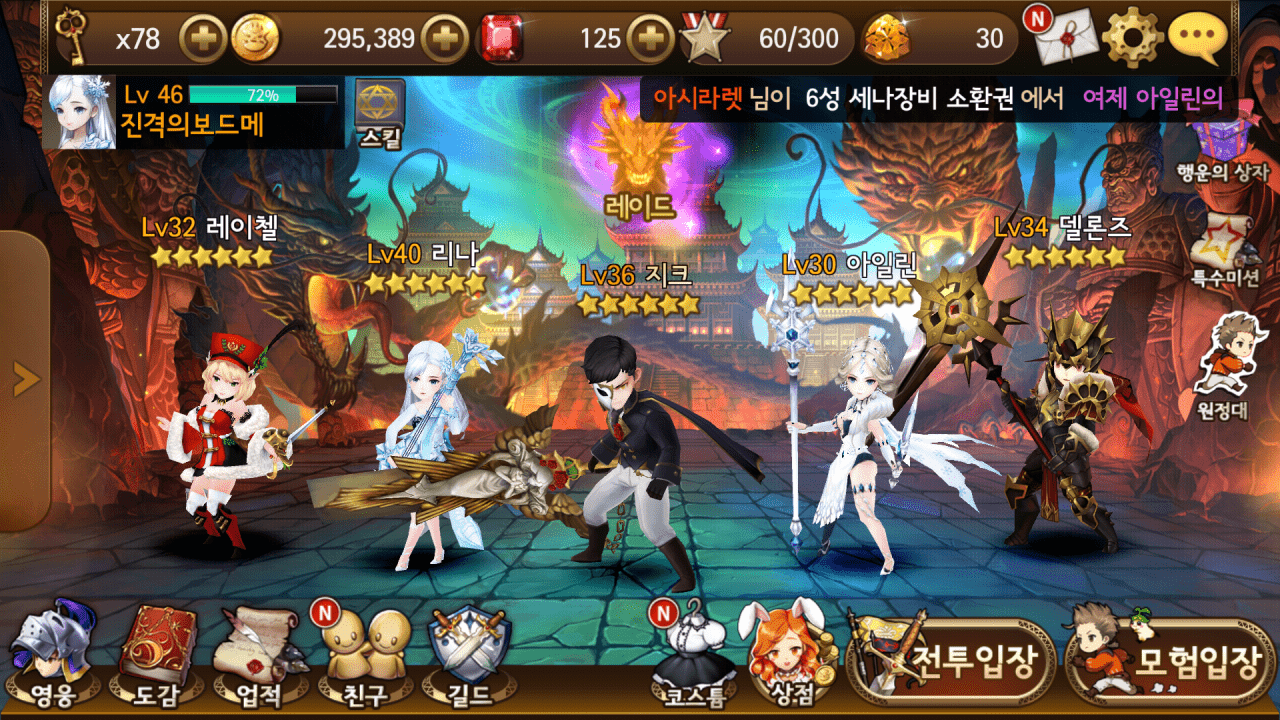 x78
295,389
125
60/300
30
N
Lv 46
72%
진격의보드메
스킬
아시라렛 님이 6성 세나장비 소환권 에서 여제 아일린의
행운의 상자
레이드
Lv32 레이첼
Lv40 리나
Lv36 지크
Lv30 아일린
Lv34 델론즈
특수미션
원정대
N
N
영웅
도감
업적
친구
길드
코스튬
상점
전투입장
모험입장